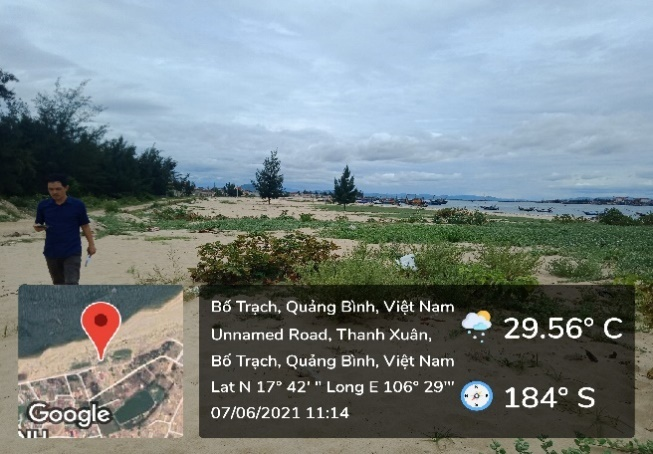 Bố Trạch, Quảng Bình, Việt Nam
Unnamed Road, Thanh Xuân,
Bố Trạch, Quảng Bình, Việt Nam
Lat N 17° 42' '' Long E 106° 29'''
07/06/2021 11:14
29.56° C
184° S
Google